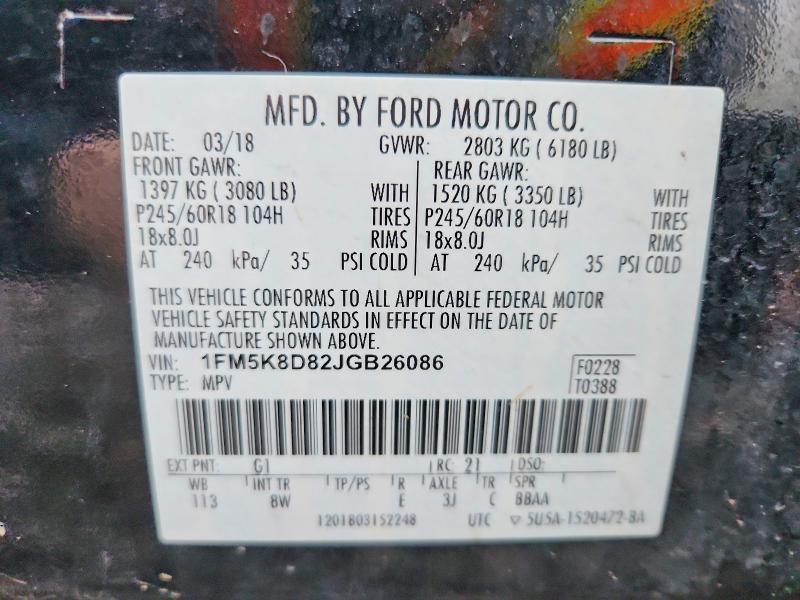 MFD. BY FORD MOTOR CO.
DATE: 03/18 GVWR: 2803 KG ( 6180 LB)
FRONT GAWR: REAR GAWR:
1397 KG ( 3080 LB) WITH 1520 KG ( 3350 LB) WITH
P245/60R18 104H TIRES P245/60R18 104H TIRES
18x8.0J RIMS 18x8.0J RIMS
AT 240 kPa/ 35 PSI COLD AT 240 kPa/ 35 PSI COLD
THIS VEHICLE CONFORMS TO ALL APPLICABLE FEDERAL MOTOR
VEHICLE SAFETY STANDARDS IN EFFECT ON THE DATE OF
MANUFACTURE SHOWN ABOVE.
VIN: 1FM5K8D82JGB26086 F0228
TYPE: MPV T0388
EXT PNT: G1 RC: 21 DSO:
WB INT TR TP/PS R AXLE TR SPR
113 8W E 3J C BBAA
1201803152248 UTC ▽ 5U5A-1520472-BA